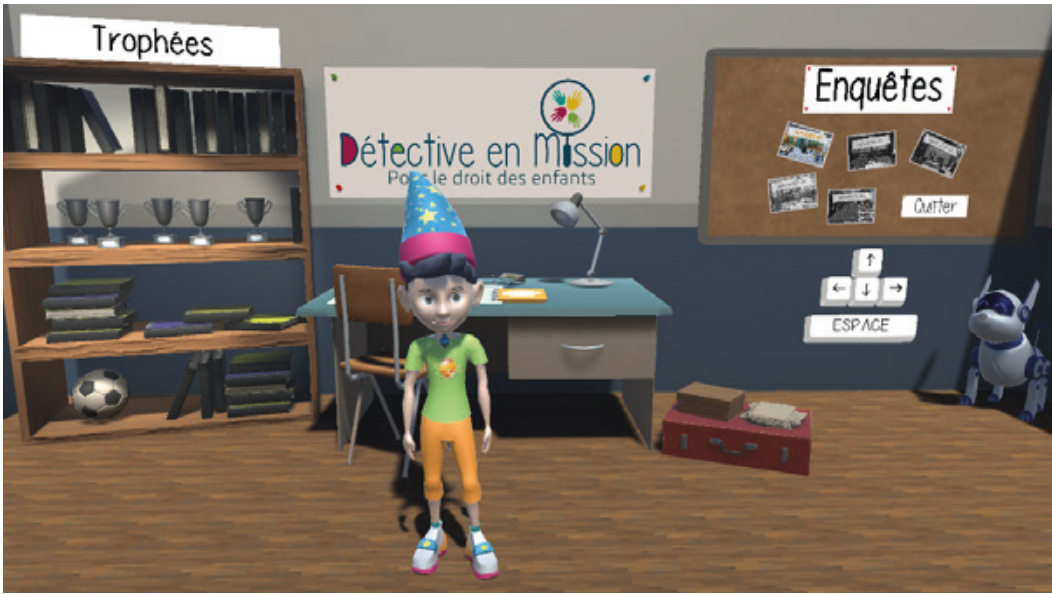 Trophées
Détective en Mission
Pour le droit des enfants
Enquêtes
Quitter
↑
← ↓ →
ESPACE